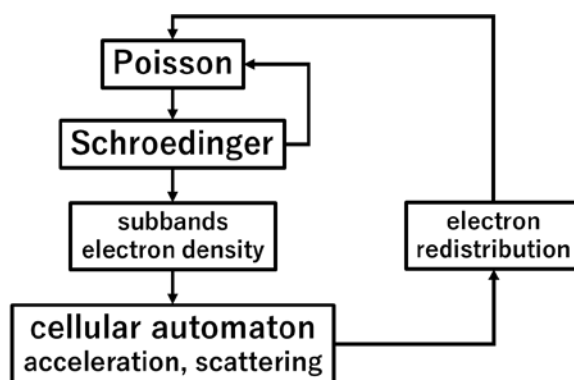 Poisson
Schroedinger
subbands
electron density
electron
redistribution
cellular automaton
acceleration, scattering